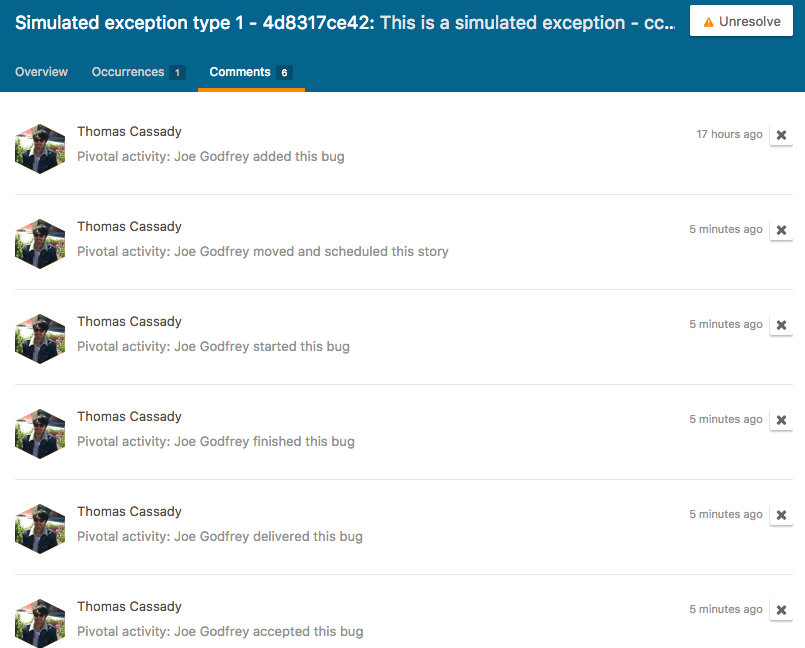 Simulated exception type 1 - 4d8317ce42: This is a simulated exception - cc...
Unresolve
Overview
Occurrences 1
Comments 6
Thomas Cassady
17 hours ago
Pivotal activity: Joe Godfrey added this bug
Thomas Cassady
5 minutes ago
Pivotal activity: Joe Godfrey moved and scheduled this story
Thomas Cassady
5 minutes ago
Pivotal activity: Joe Godfrey started this bug
Thomas Cassady
5 minutes ago
Pivotal activity: Joe Godfrey finished this bug
Thomas Cassady
5 minutes ago
Pivotal activity: Joe Godfrey delivered this bug
Thomas Cassady
5 minutes ago
Pivotal activity: Joe Godfrey accepted this bug